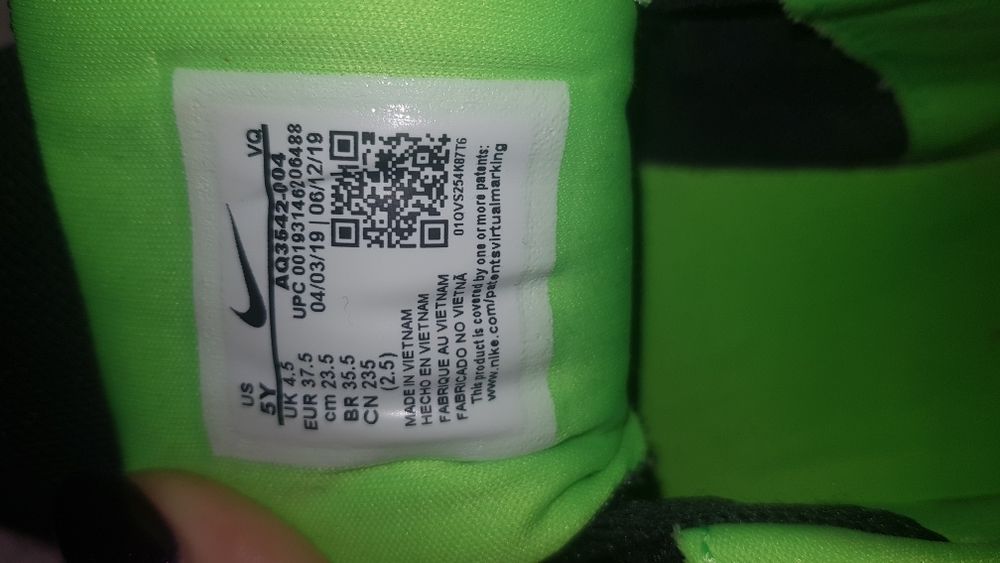 US VQ
5Y AQ3542-004
UK 4.5 UPC 00193146206488
EUR 37.5 04/03/19 | 06/12/19
cm 23.5
BR 35.5
CN 235
(2.5)
01QVS254K87T6
MADE IN VIETNAM
HECHO EN VIETNAM
FABRIQUE AU VIETNAM
FABRICADO NO VIETNÃ
This product is covered by one or more patents:
www.nike.com/patentsvirtualmarking